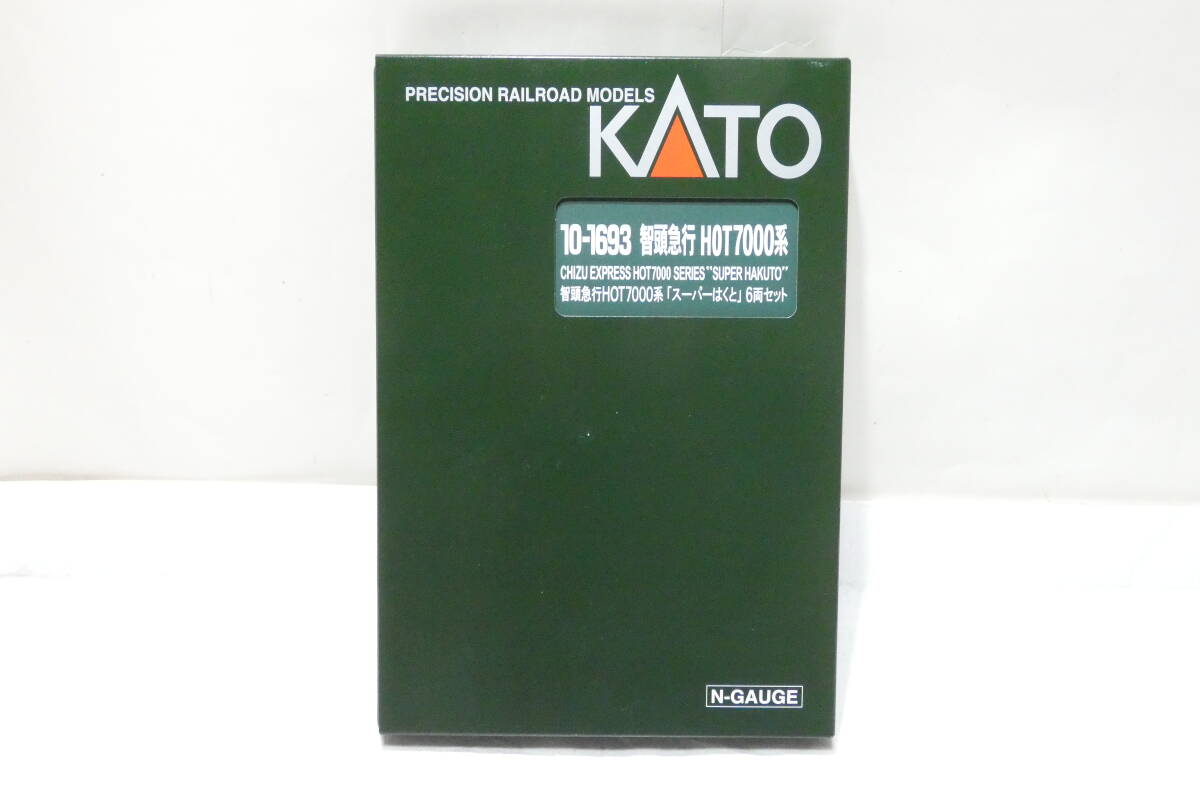 PRECISION RAILROAD MODELS
KATO
10-1693 智頭急行 HOT7000系
CHIZU EXPRESS HOT7000 SERIES "SUPER HAKUTO"
智頭急行HOT7000系「スーパーはくと」6両セット
N-GAUGE